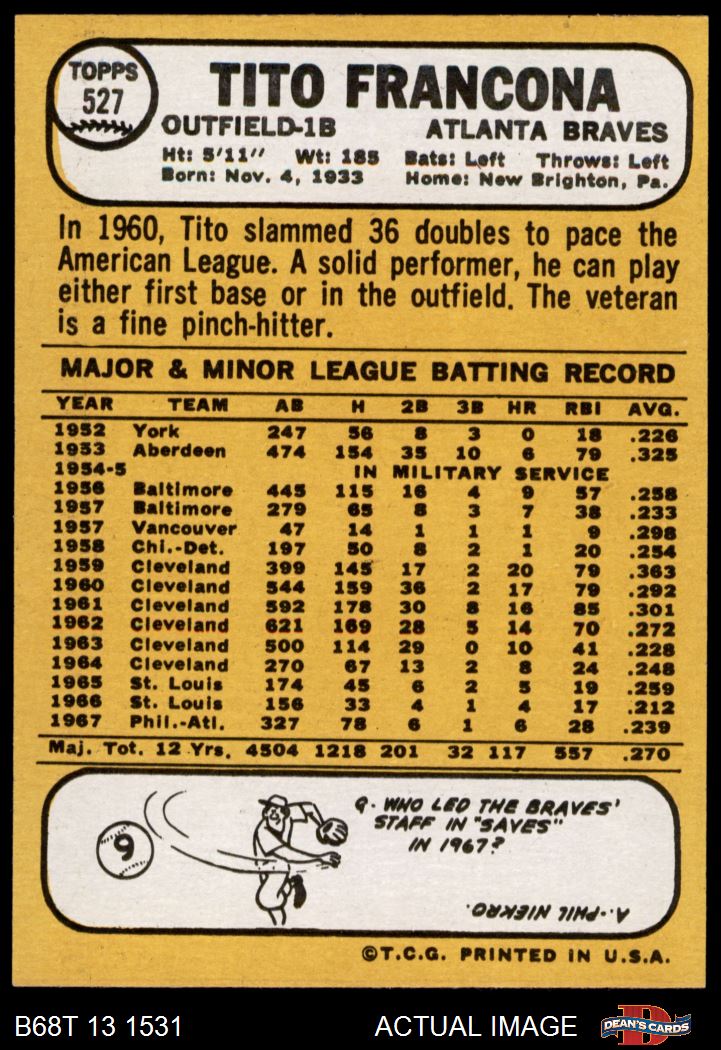 TOPPS
527
TITO FRANCONA
OUTFIELD-1B ATLANTA BRAVES
Ht: 5'11" Wt: 185 Bats: Left Throws: Left
Born: Nov. 4, 1933 Home: New Brighton, Pa.
In 1960, Tito slammed 36 doubles to pace the
American League. A solid performer, he can play
either first base or in the outfield. The veteran
is a fine pinch-hitter.
MAJOR & MINOR LEAGUE BATTING RECORD
YEAR TEAM AB H 2B 3B HR RBI AVG.
1952 York 247 56 8 3 0 18 .226
1953 Aberdeen 474 154 35 10 6 79 .325
1954-5 IN MILITARY SERVICE
1956 Baltimore 445 115 16 4 9 57 .258
1957 Baltimore 279 65 8 3 7 38 .233
1957 Vancouver 47 14 1 1 1 9 .298
1958 Chi.-Det. 197 50 8 2 1 20 .254
1959 Cleveland 399 145 17 2 20 79 .363
1960 Cleveland 544 159 36 2 17 79 .292
1961 Cleveland 592 178 30 8 16 85 .301
1962 Cleveland 621 169 28 5 14 70 .272
1963 Cleveland 500 114 29 0 10 41 .228
1964 Cleveland 270 67 13 2 8 24 .248
1965 St. Louis 174 45 6 2 5 19 .259
1966 St. Louis 156 33 4 1 4 17 .212
1967 Phil.-Atl. 327 78 6 1 6 28 .239
Maj. Tot. 12 Yrs. 4504 1218 201 32 117 557 .270
9
Q. WHO LED THE BRAVES'
STAFF IN "SAVES"
IN 1967?
A.-PHIL NIEKRO.
©T.C.G. PRINTED IN U.S.A.
B68T 13 1531 ACTUAL IMAGE DEAN'S CARDS